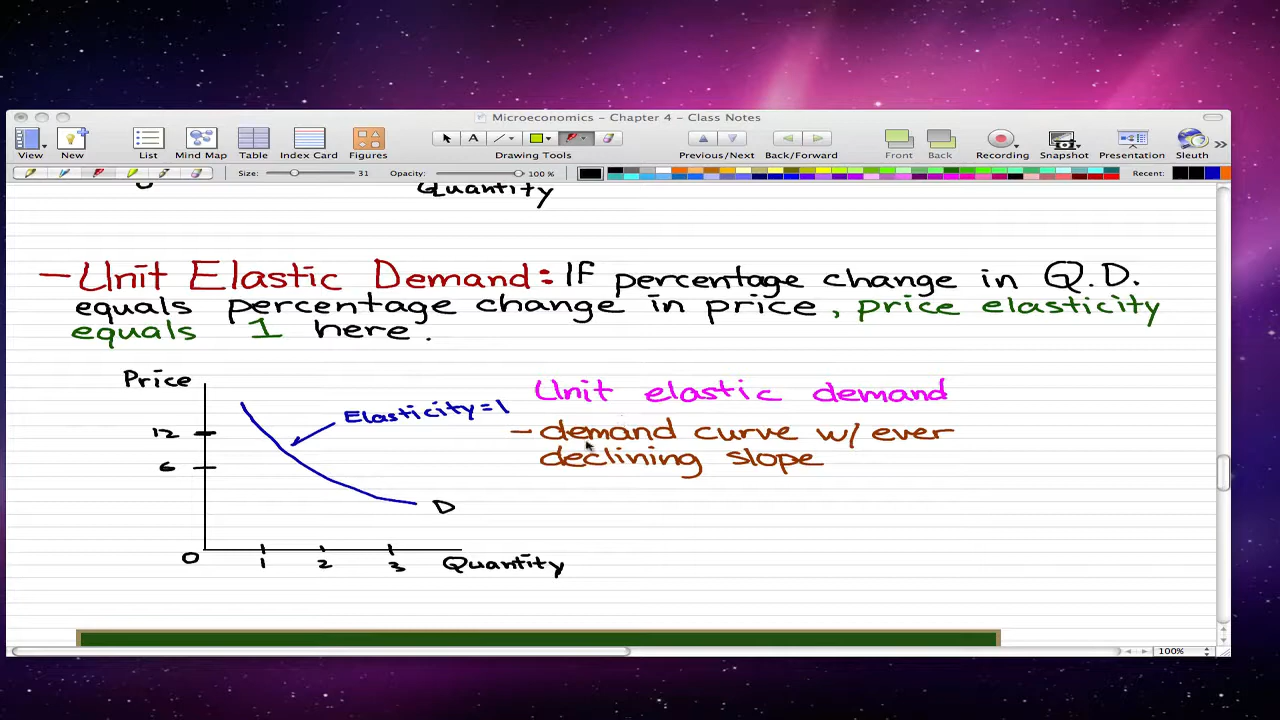 Microeconomics - Chapter 4 - Class Notes
View New List Mind Map Table Index Card Figures Drawing Tools Previous/Next Back/Forward Front Back Recording Snapshot Presentation Sleuth
Size: 31 Opacity: 100 % Recent:
Quantity
- Unit Elastic Demand: If percentage change in Q.D.
equals percentage change in price, price elasticity
equals 1 here.
Price
12
6
0
1 2 3
Quantity
Elasticity=1
D
Unit elastic demand
- demand curve w/ ever
declining slope
100%